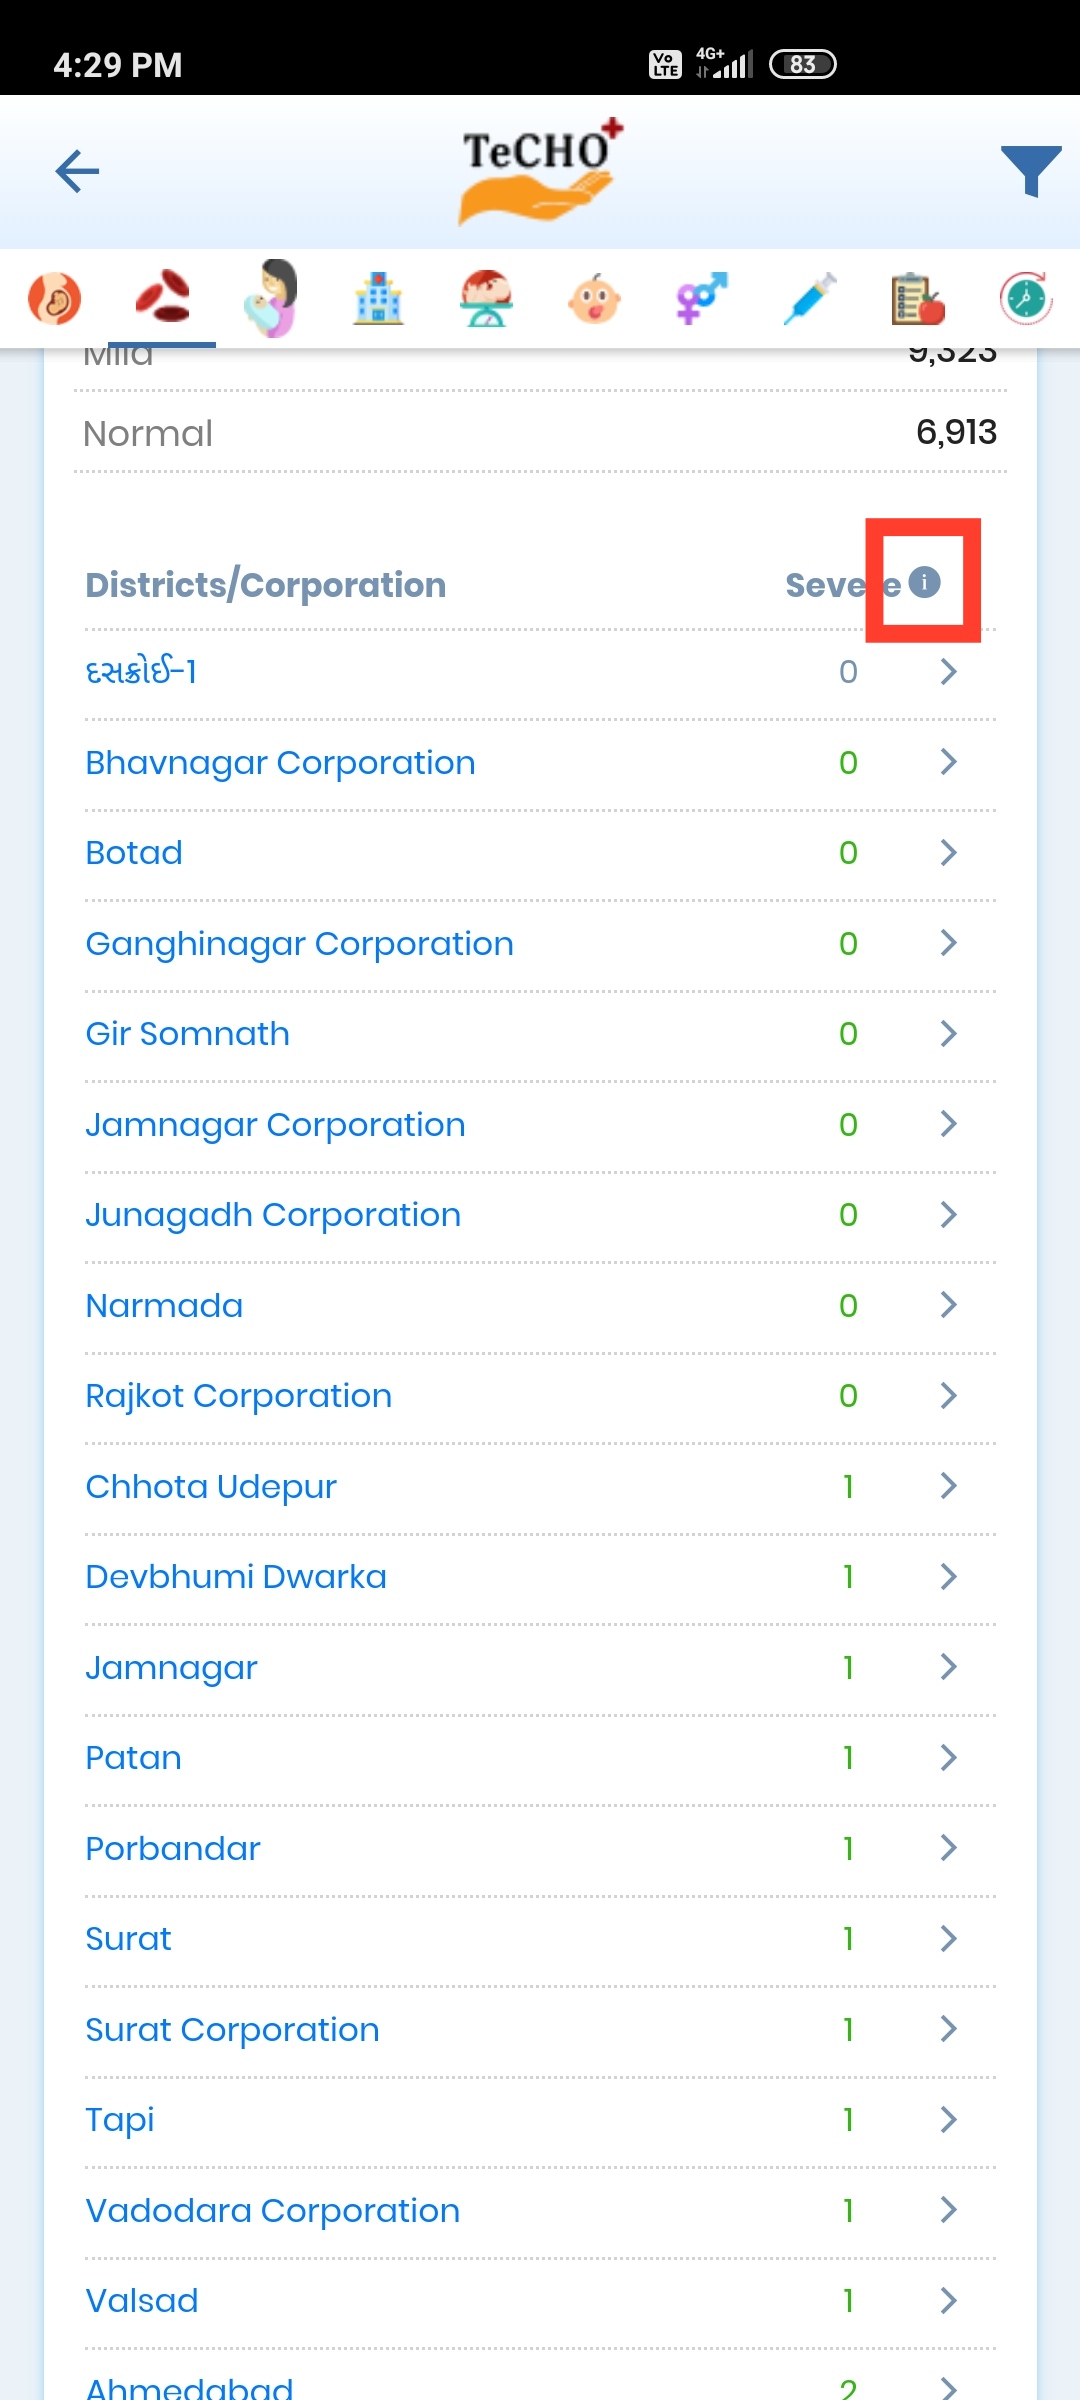 4:29 PM
Vo LTE 4G+ 83
TeCHO+
Mild 9,323
Normal 6,913
Districts/Corporation Severe
દસક્રોઈ-1 0
Bhavnagar Corporation 0
Botad 0
Ganghinagar Corporation 0
Gir Somnath 0
Jamnagar Corporation 0
Junagadh Corporation 0
Narmada 0
Rajkot Corporation 0
Chhota Udepur 1
Devbhumi Dwarka 1
Jamnagar 1
Patan 1
Porbandar 1
Surat 1
Surat Corporation 1
Tapi 1
Vadodara Corporation 1
Valsad 1
Ahmedabad 2